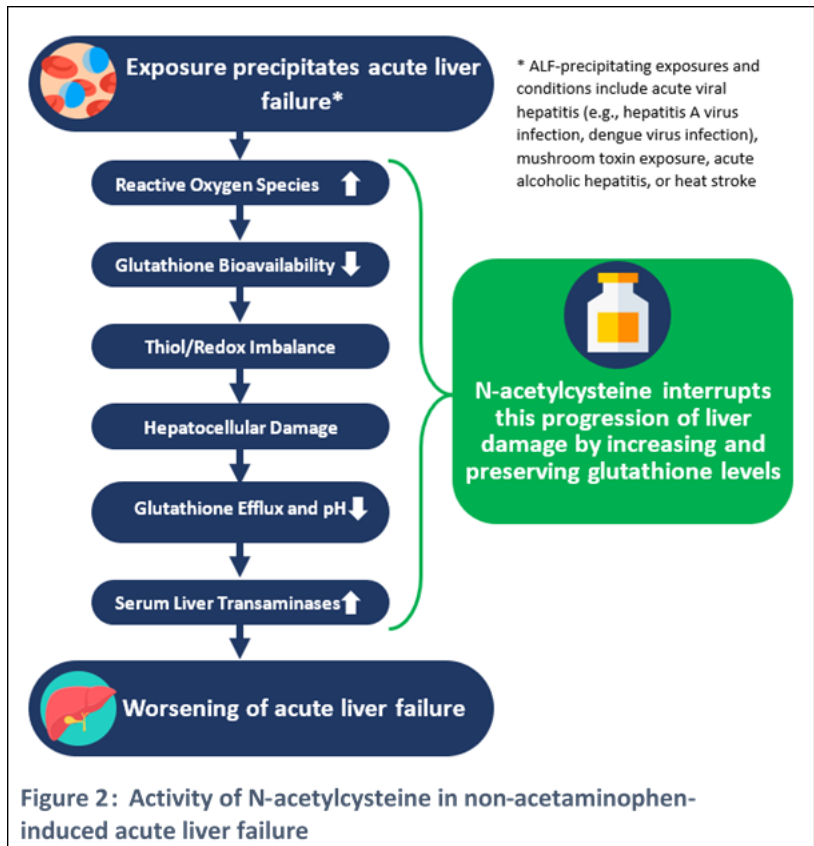 Exposure precipitates acute liver
failure*
* ALF-precipitating exposures and
conditions include acute viral
hepatitis (e.g., hepatitis A virus
infection, dengue virus infection),
mushroom toxin exposure, acute
alcoholic hepatitis, or heat stroke
Reactive Oxygen Species
Glutathione Bioavailability
Thiol/Redox Imbalance
Hepatocellular Damage
Glutathione Efflux and pH
Serum Liver Transaminases
N-acetylcysteine interrupts
this progression of liver
damage by increasing and
preserving glutathione levels
Worsening of acute liver failure
Figure 2: Activity of N-acetylcysteine in non-acetaminophen-
induced acute liver failure